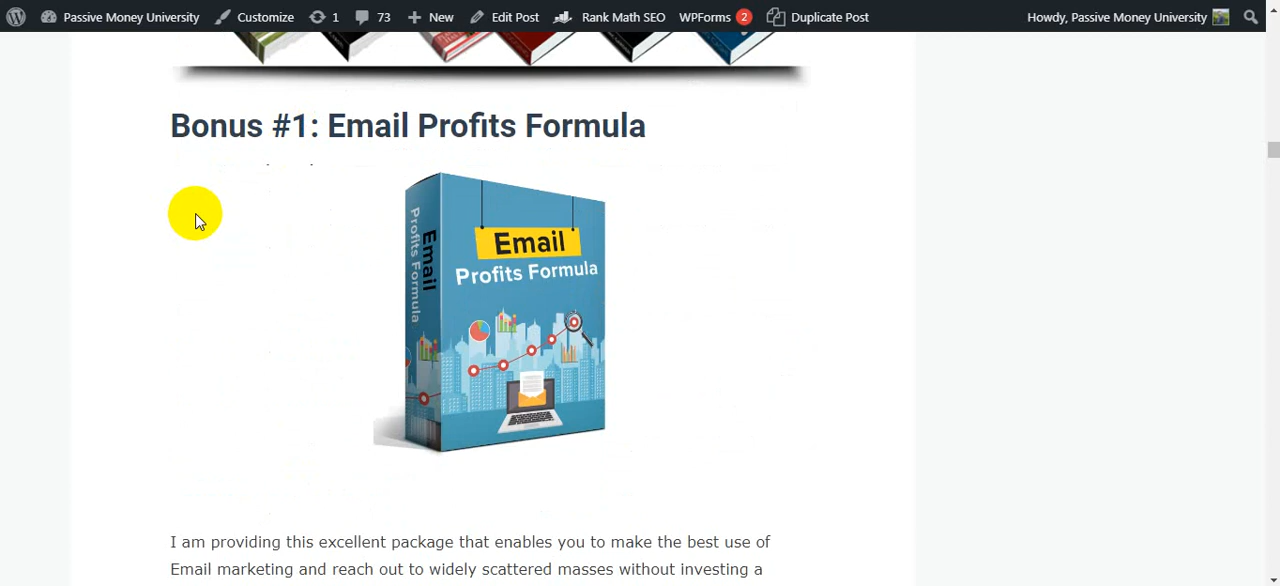 Passive Money University Customize 1 73 New Edit Post Rank Math SEO WPForms 2 Duplicate Post Howdy, Passive Money University
Bonus #1: Email Profits Formula
Email
Profits Formula
Email
Profits Formula
I am providing this excellent package that enables you to make the best use of
Email marketing and reach out to widely scattered masses without investing a